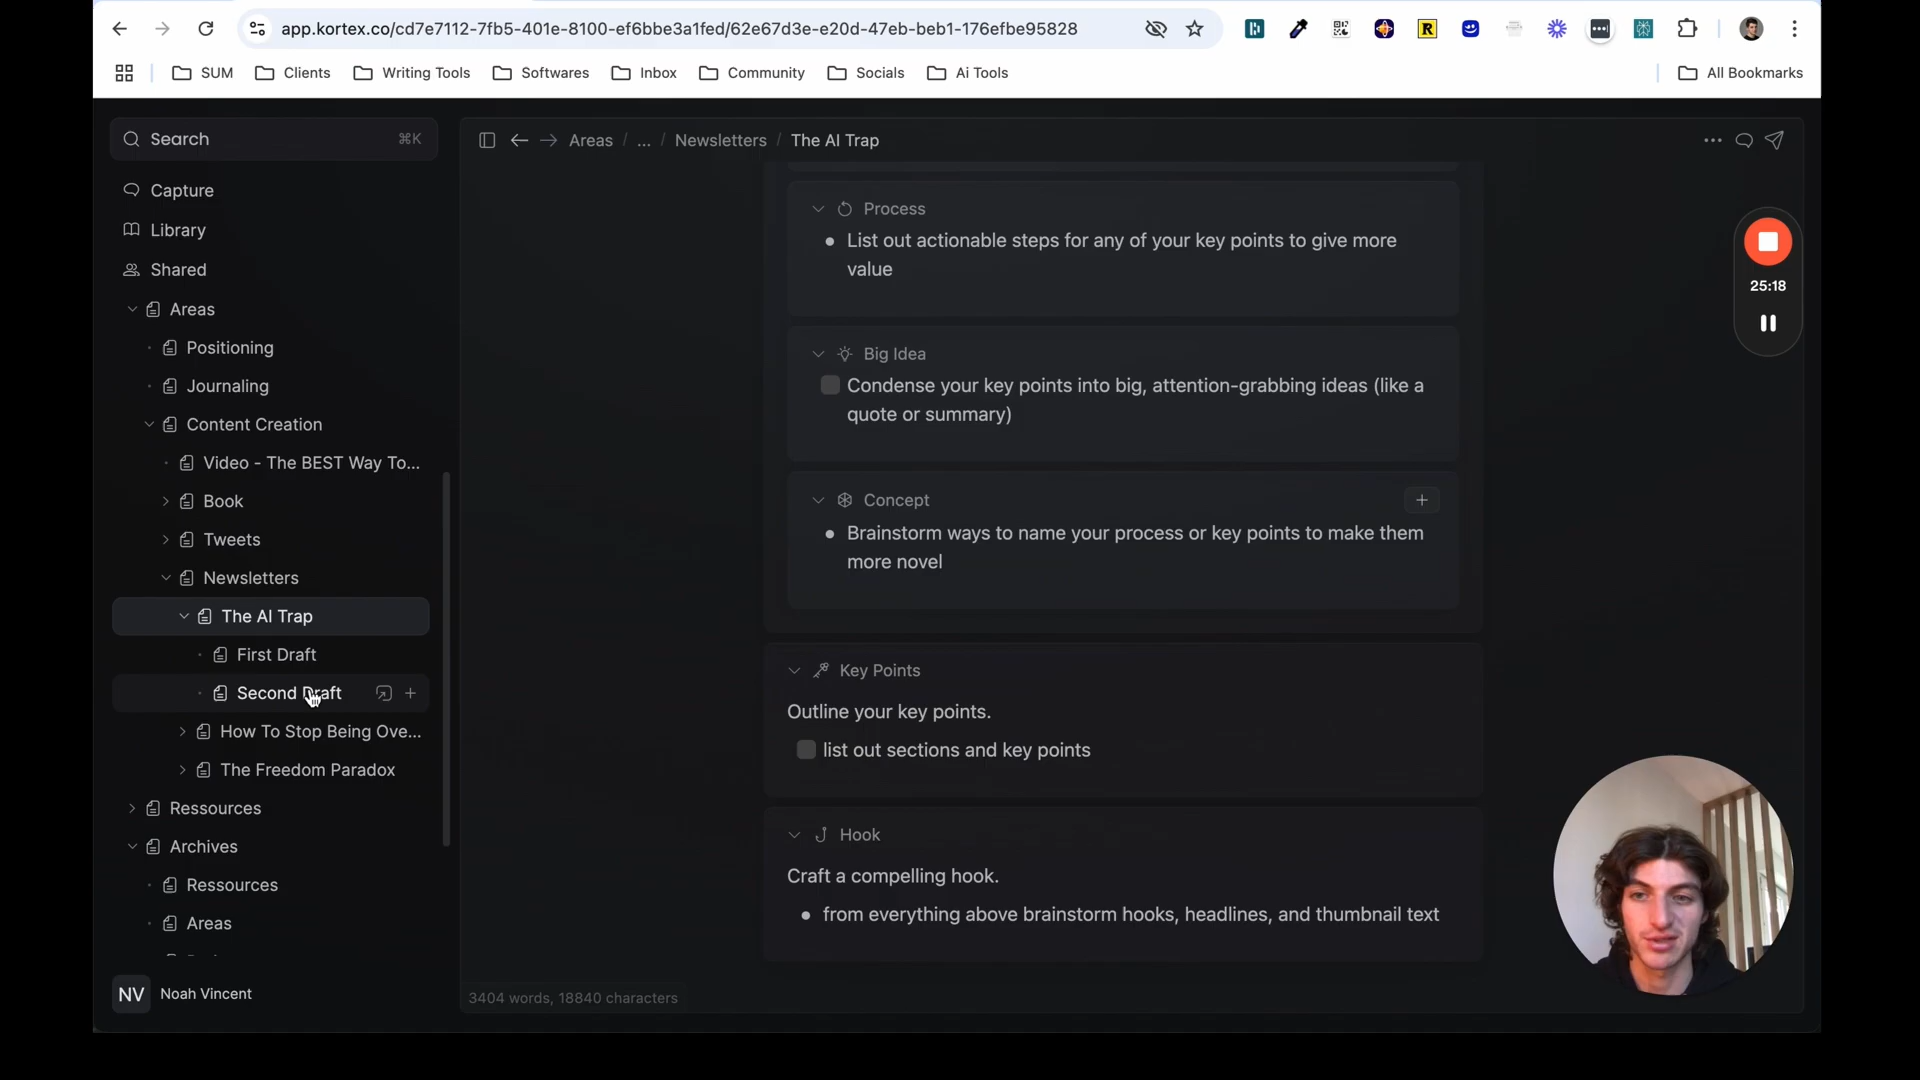 app.kortex.co/cd7e7112-7fb5-401e-8100-ef6bbe3a1fed/62e67d3e-e20d-47eb-beb1-176efbe95828
SUM
Clients
Writing Tools
Softwares
Inbox
Community
Socials
Ai Tools
All Bookmarks
Search ⌘K
Capture
Library
Shared
Areas
Positioning
Journaling
Content Creation
Video - The BEST Way To...
Book
Tweets
Newsletters
The AI Trap
First Draft
Second Draft
How To Stop Being Ove...
The Freedom Paradox
Ressources
Archives
Ressources
Areas
NV Noah Vincent
Areas / ... / Newsletters / The AI Trap
Process
List out actionable steps for any of your key points to give more
value
Big Idea
Condense your key points into big, attention-grabbing ideas (like a
quote or summary)
Concept
Brainstorm ways to name your process or key points to make them
more novel
Key Points
Outline your key points.
list out sections and key points
Hook
Craft a compelling hook.
from everything above brainstorm hooks, headlines, and thumbnail text
3404 words, 18840 characters
25:18